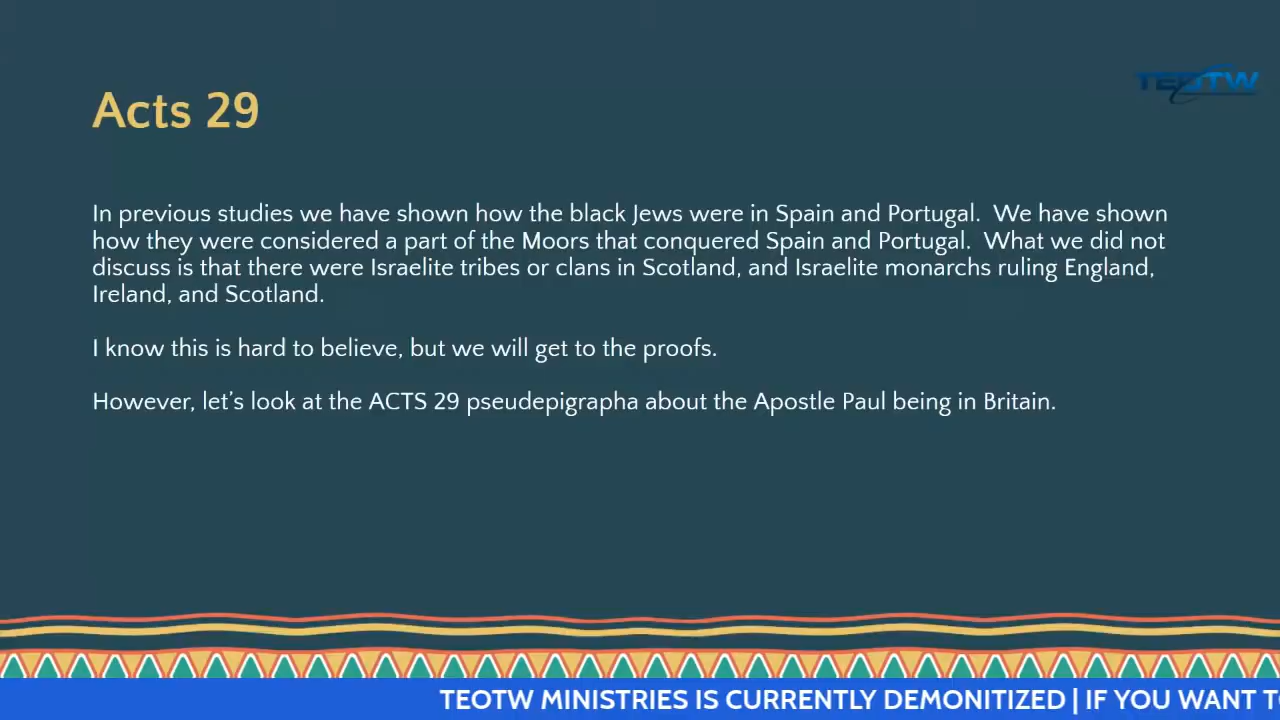 TEOTW
Acts 29
In previous studies we have shown how the black Jews were in Spain and Portugal.  We have shown
how they were considered a part of the Moors that conquered Spain and Portugal.  What we did not
discuss is that there were Israelite tribes or clans in Scotland, and Israelite monarchs ruling England,
Ireland, and Scotland.
I know this is hard to believe, but we will get to the proofs.
However, let’s look at the ACTS 29 pseudepigrapha about the Apostle Paul being in Britain.
TEOTW MINISTRIES IS CURRENTLY DEMONITIZED | IF YOU WANT T